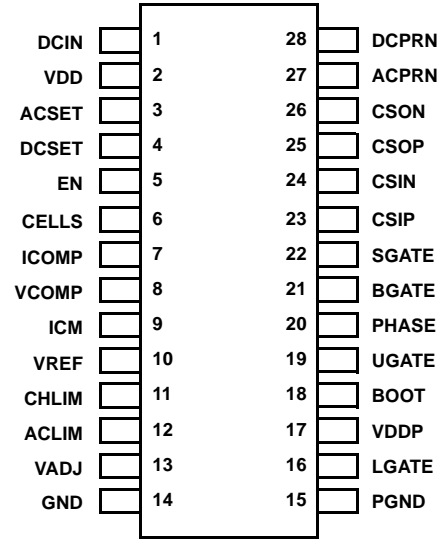 DCIN 1 28 DCPRN
VDD 2 27 ACPRN
ACSET 3 26 CSON
DCSET 4 25 CSOP
EN 5 24 CSIN
CELLS 6 23 CSIP
ICOMP 7 22 SGATE
VCOMP 8 21 BGATE
ICM 9 20 PHASE
VREF 10 19 UGATE
CHLIM 11 18 BOOT
ACLIM 12 17 VDDP
VADJ 13 16 LGATE
GND 14 15 PGND